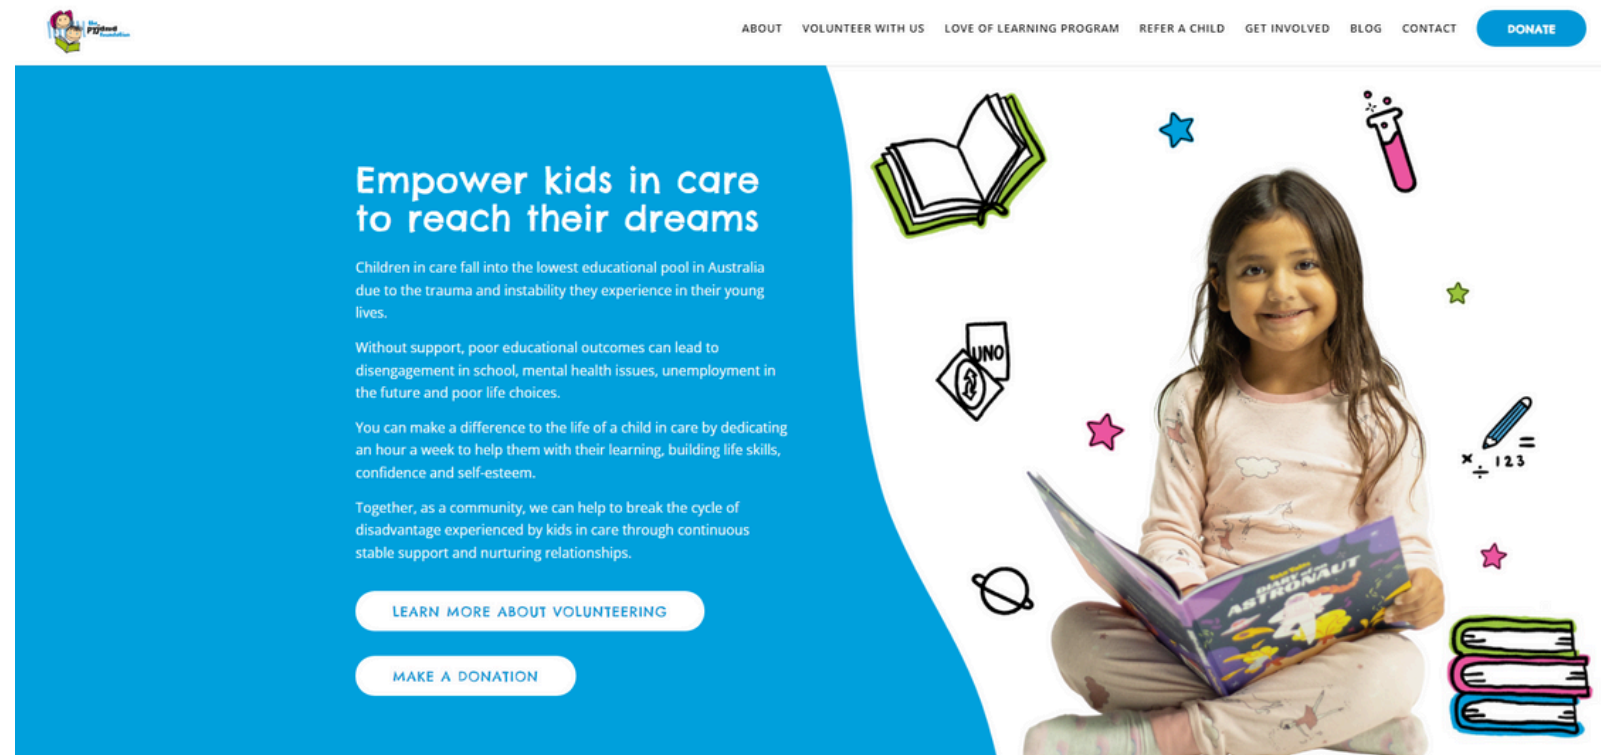 the
pyjama
foundation
ABOUT
VOLUNTEER WITH US
LOVE OF LEARNING PROGRAM
REFER A CHILD
GET INVOLVED
BLOG
CONTACT
DONATE
Empower kids in care
to reach their dreams
Children in care fall into the lowest educational pool in Australia
due to the trauma and instability they experience in their young
lives.
Without support, poor educational outcomes can lead to
disengagement in school, mental health issues, unemployment in
the future and poor life choices.
You can make a difference to the life of a child in care by dedicating
an hour a week to help them with their learning, building life skills,
confidence and self-esteem.
Together, as a community, we can help to break the cycle of
disadvantage experienced by kids in care through continuous
stable support and nurturing relationships.
LEARN MORE ABOUT VOLUNTEERING
MAKE A DONATION
UNO
× ÷ 123 =
DIARY of an
ASTRONAUT